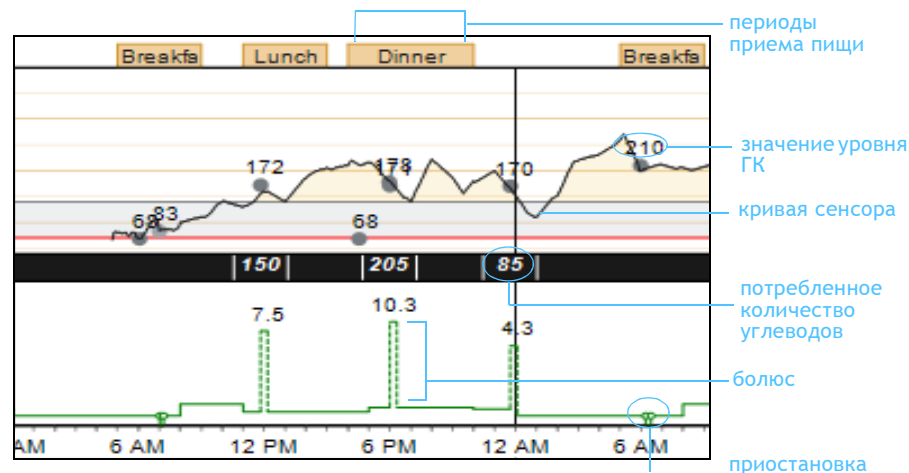 периоды
приема пищи
Breakfa Lunch Dinner Breakfa
значение уровня
ГК
210
172 170
68 83 68
кривая сенсора
150 205 85
потребленное
количество
углеводов
7.5 10.3 4.3
болюс
AM 6 AM 12 PM 6 PM 12 AM 6 AM
приостановка